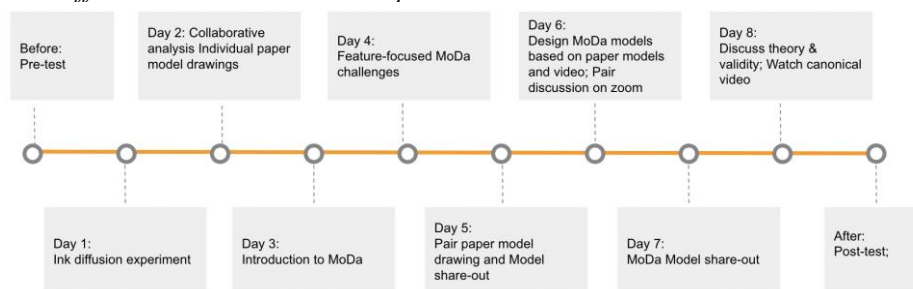 Before:
Pre-test
Day 2: Collaborative
analysis Individual paper
model drawings
Day 4:
Feature-focused MoDa
challenges
Day 6:
Design MoDa models
based on paper models
and video; Pair
discussion on zoom
Day 8:
Discuss theory &
validity; Watch canonical
video
Day 1:
Ink diffusion experiment
Day 3:
Introduction to MoDa
Day 5:
Pair paper model
drawing and Model
share-out
Day 7:
MoDa Model share-out
After:
Post-test;